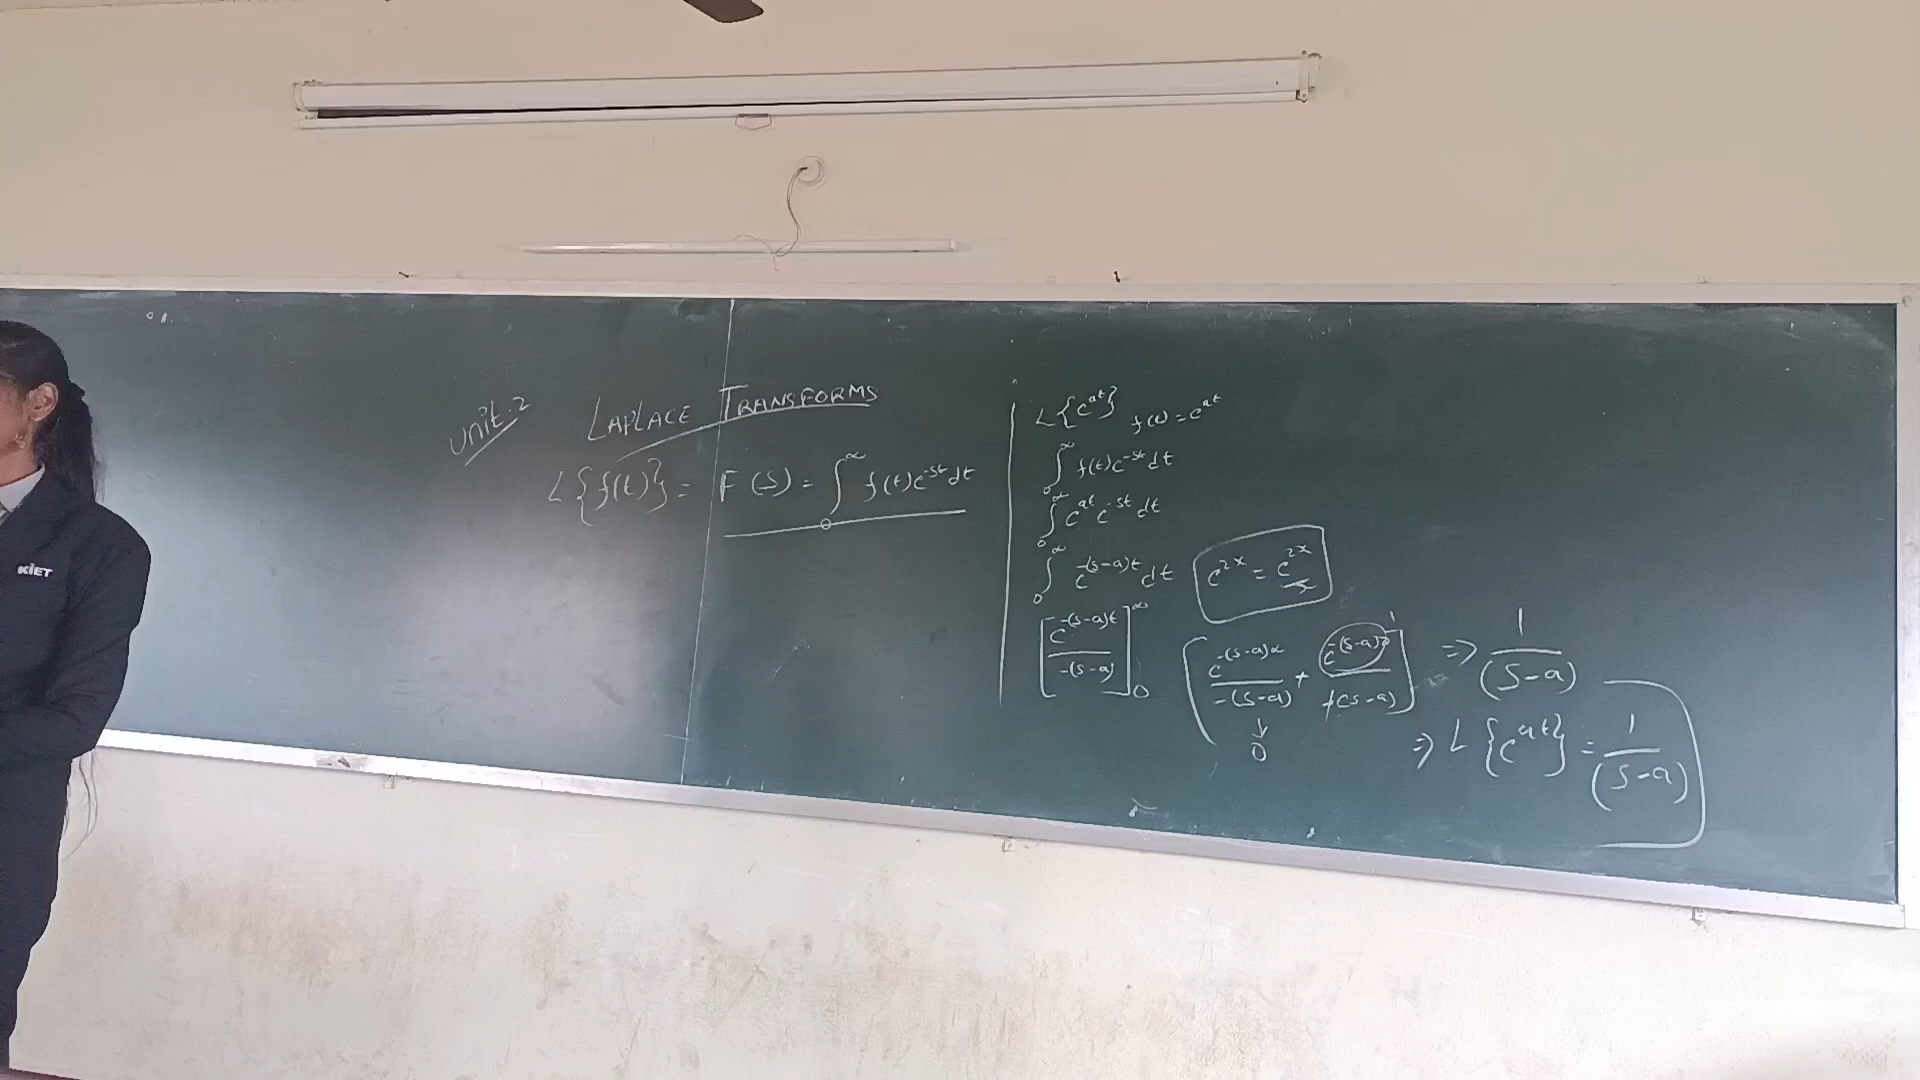 Unit.2
LAPLACE TRANSFORMS
L{f(t)} = F(s) = ∫₀^∞ f(t)e^-st dt
L{e^at} f(t) = e^at
∫₀^∞ f(t)e^-st dt
∫₀^∞ e^at e^-st dt
∫₀^∞ e^-(s-a)t dt
e^2x = e^2x
[e^-(s-a)t / -(s-a)]₀^∞
[e^-(s-a)∞ / -(s-a) + e^-(s-a)0 / +(s-a)] ⇒ 1/(s-a)
↓
0
1
⇒ L{e^at} = 1/(s-a)
KIET